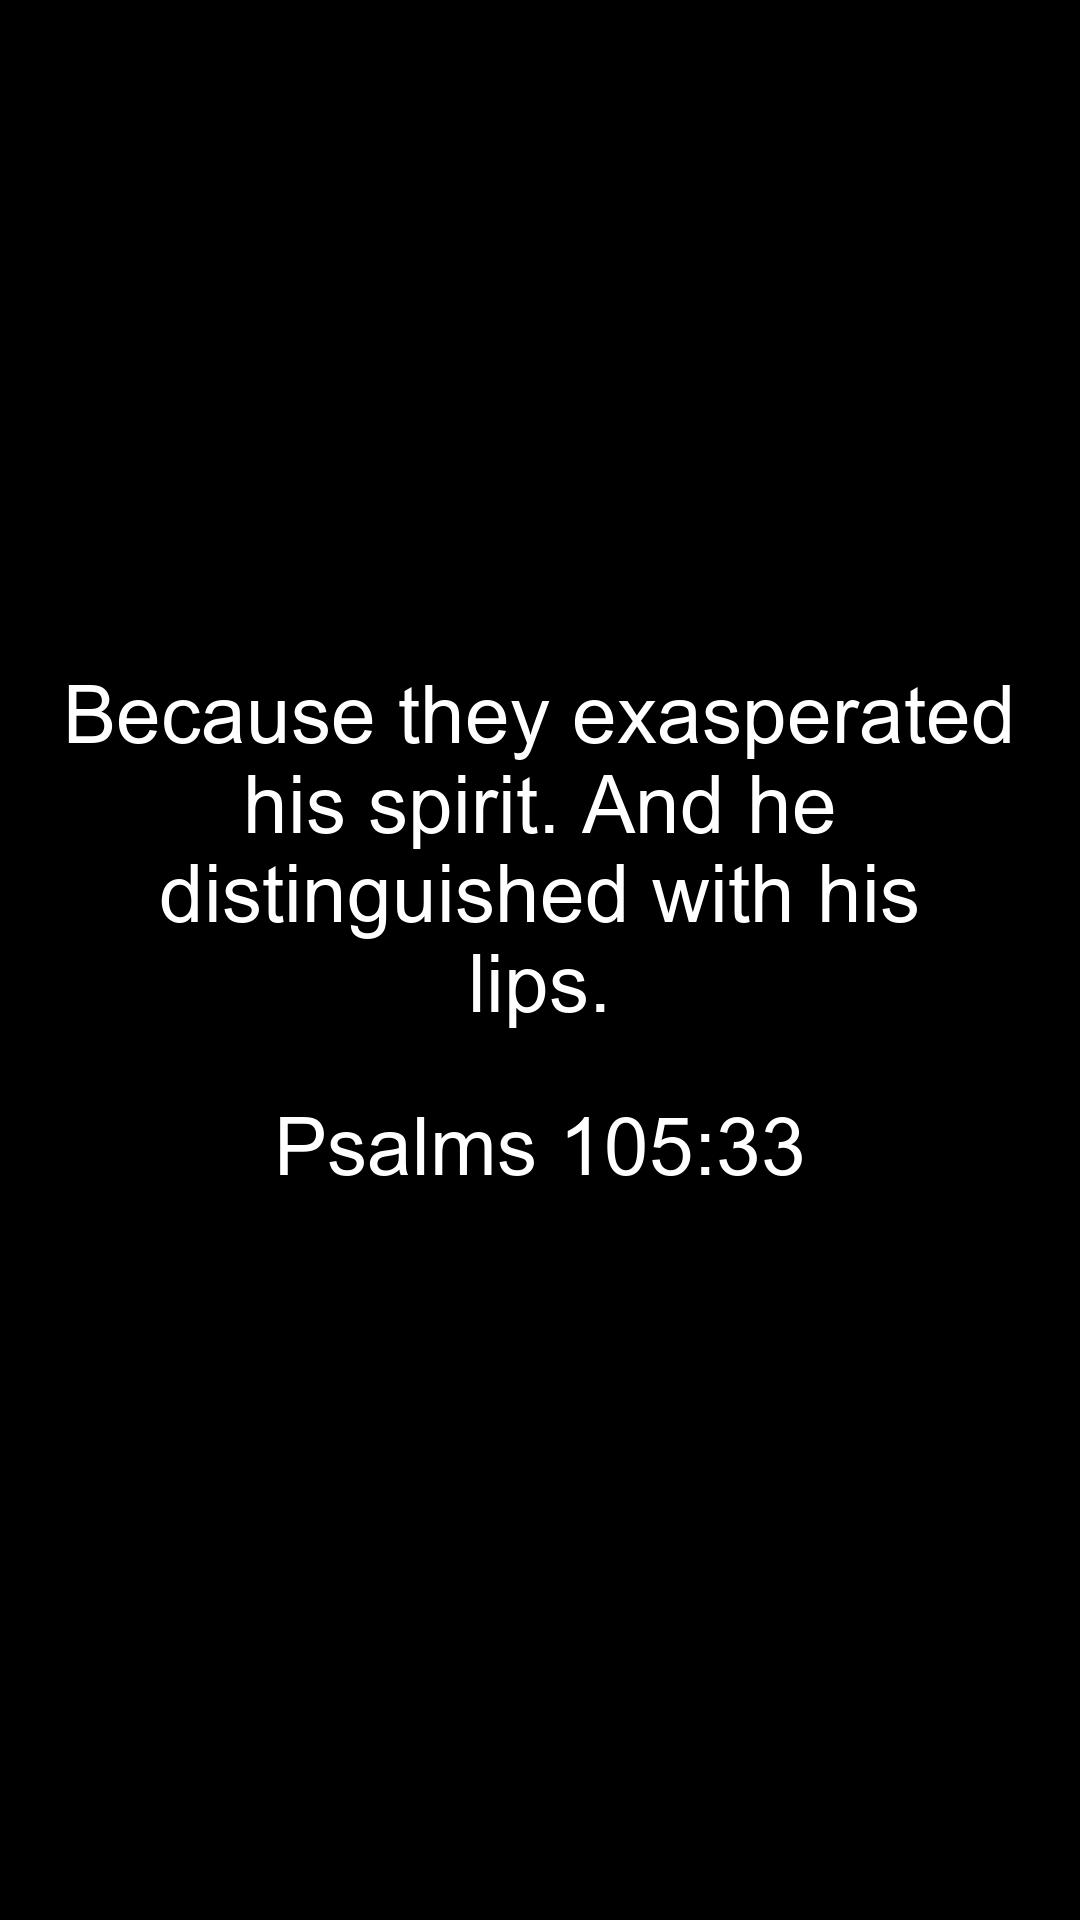 Because they exasperated
his spirit. And he
distinguished with his
lips.
Psalms 105:33